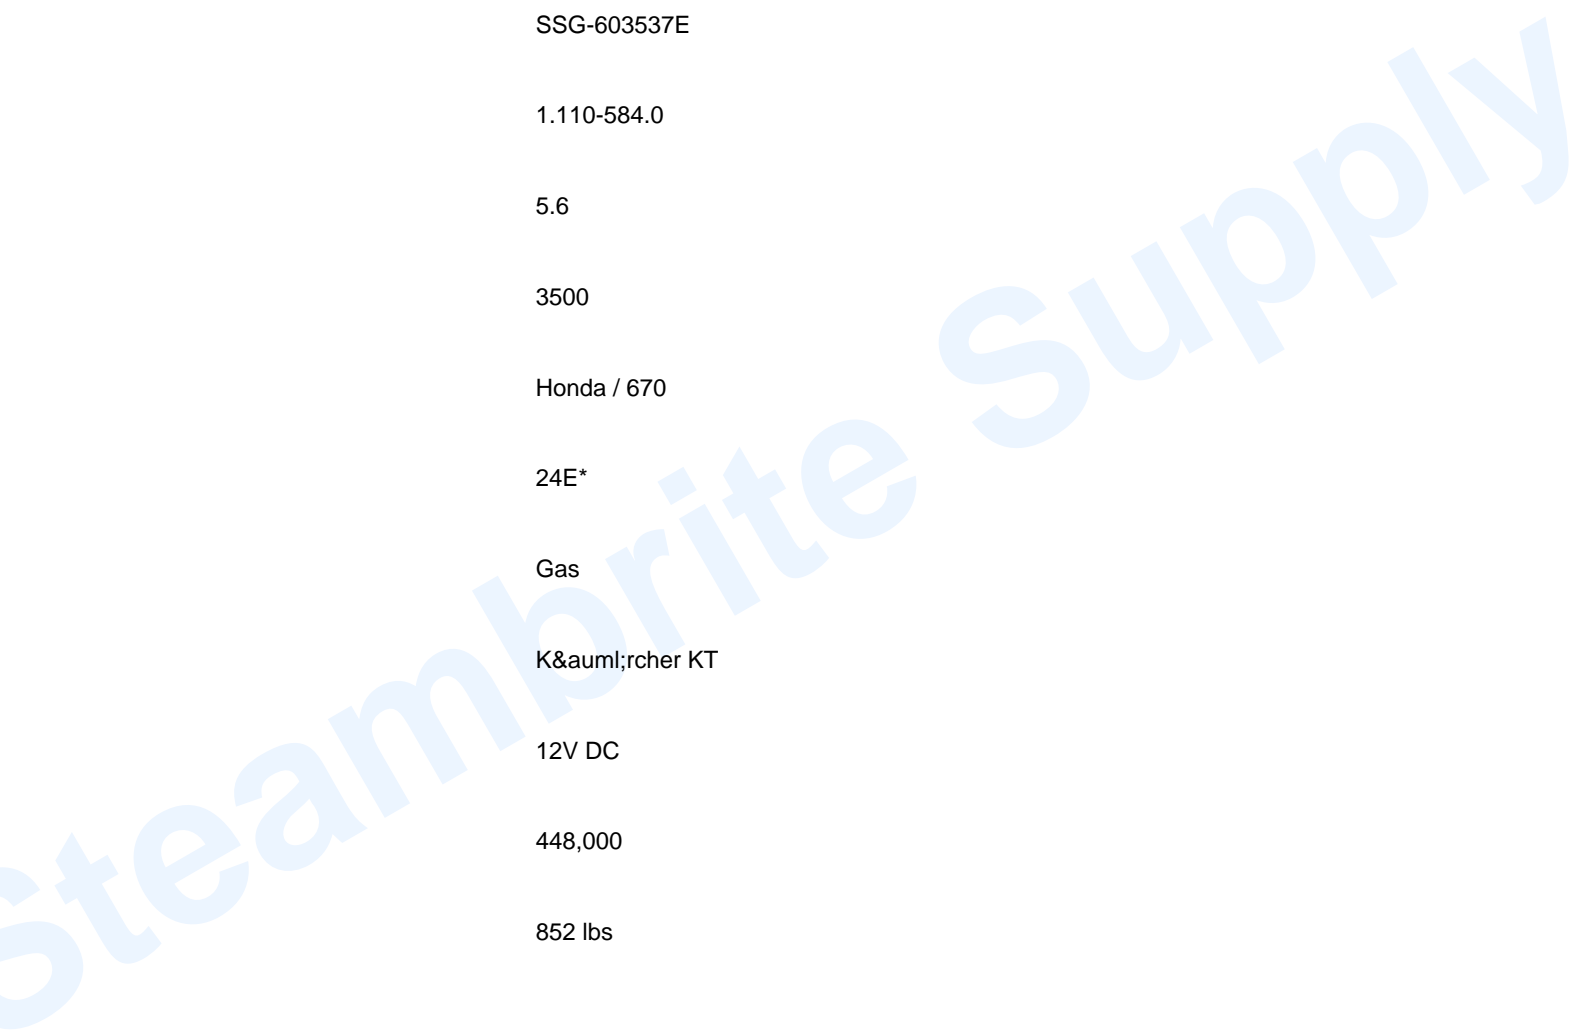 SSG-603537E
1.110-584.0
5.6
3500
Honda / 670
24E*
Gas
K&auml;rcher KT
12V DC
448,000
852 lbs
Steambrite Supply